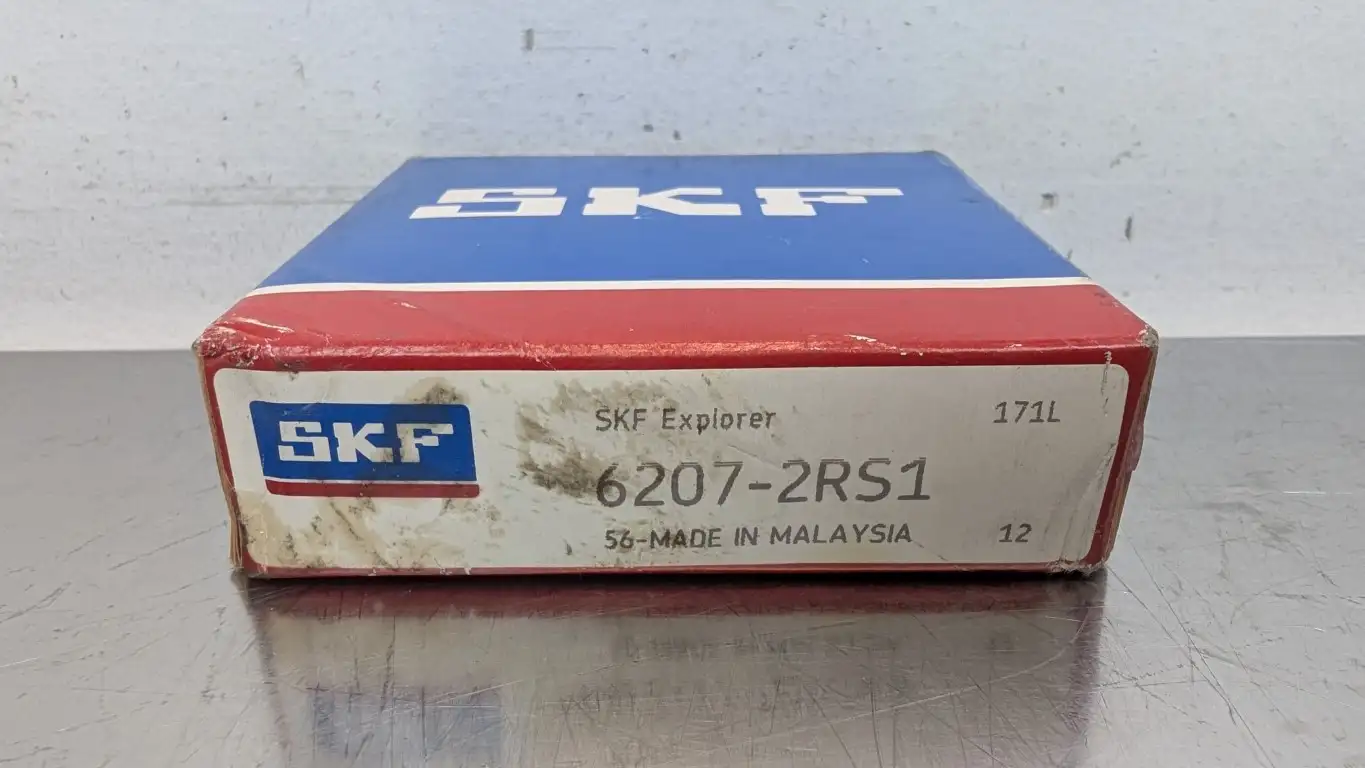 SKF
SKF
SKF Explorer
171L
6207-2RS1
56-MADE IN MALAYSIA
12